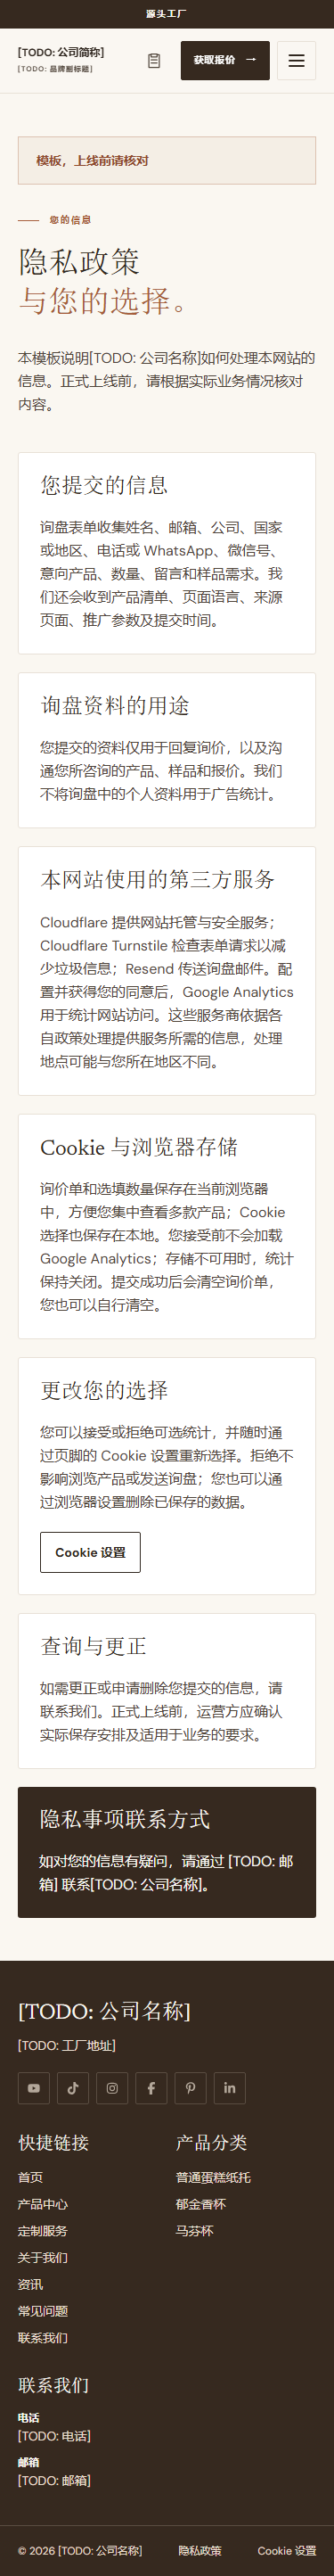 源头工厂
[TODO: 公司简称]
[TODO: 品牌副标题]
获取报价 →
模板，上线前请核对
您的信息
隐私政策
与您的选择。
本模板说明[TODO: 公司名称]如何处理本网站的
信息。正式上线前，请根据实际业务情况核对
内容。
您提交的信息
询盘表单收集姓名、邮箱、公司、国家
或地区、电话或 WhatsApp、微信号、
意向产品、数量、留言和样品需求。我
们还会收到产品清单、页面语言、来源
页面、推广参数及提交时间。
询盘资料的用途
您提交的资料仅用于回复询价，以及沟
通您所咨询的产品、样品和报价。我们
不将询盘中的个人资料用于广告统计。
本网站使用的第三方服务
Cloudflare 提供网站托管与安全服务；
Cloudflare Turnstile 检查表单请求以减
少垃圾信息；Resend 传送询盘邮件。配
置并获得您的同意后，Google Analytics
用于统计网站访问。这些服务商依据各
自政策处理提供服务所需的信息，处理
地点可能与您所在地区不同。
Cookie 与浏览器存储
询价单和选填数量保存在当前浏览器
中，方便您集中查看多款产品；Cookie
选择也保存在本地。您接受前不会加载
Google Analytics；存储不可用时，统计
保持关闭。提交成功后会清空询价单，
您也可以自行清空。
更改您的选择
您可以接受或拒绝可选统计，并随时通
过页脚的 Cookie 设置重新选择。拒绝不
影响浏览产品或发送询盘；您也可以通
过浏览器设置删除已保存的数据。
Cookie 设置
查询与更正
如需更正或申请删除您提交的信息，请
联系我们。正式上线前，运营方应确认
实际保存安排及适用于业务的要求。
隐私事项联系方式
如对您的信息有疑问，请通过 [TODO: 邮
箱] 联系[TODO: 公司名称]。
[TODO: 公司名称]
[TODO: 工厂地址]
快捷链接
首页
产品中心
定制服务
关于我们
资讯
常见问题
联系我们
产品分类
普通蛋糕纸托
郁金香杯
马芬杯
联系我们
电话
[TODO: 电话]
邮箱
[TODO: 邮箱]
© 2026 [TODO: 公司名称]
隐私政策
Cookie 设置